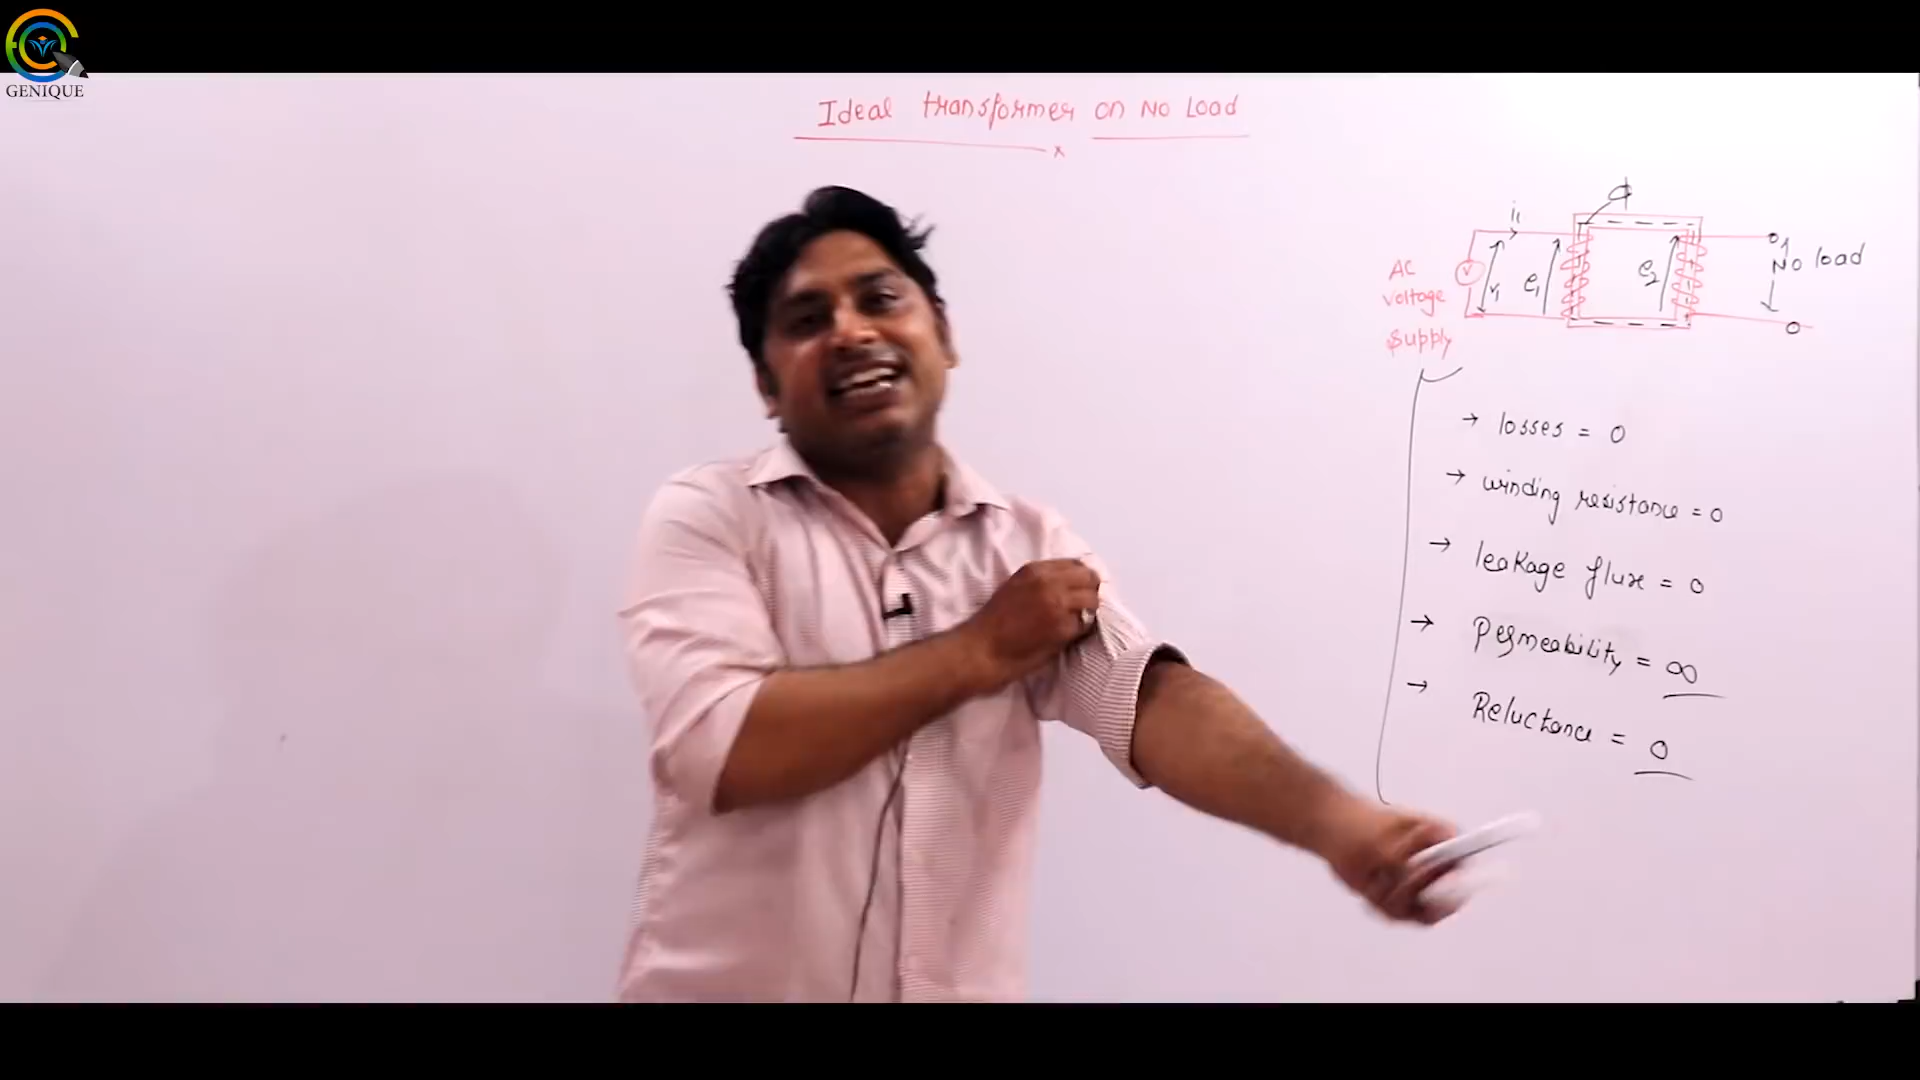 GENIQUE
Ideal transformer on No Load
ϕ
i1
AC
Voltage
Supply
V
V1
e1
e2
No load
→ losses = 0
→ winding resistance = 0
→ leakage flux = 0
→ Permeability = ∞
→ Reluctance = 0